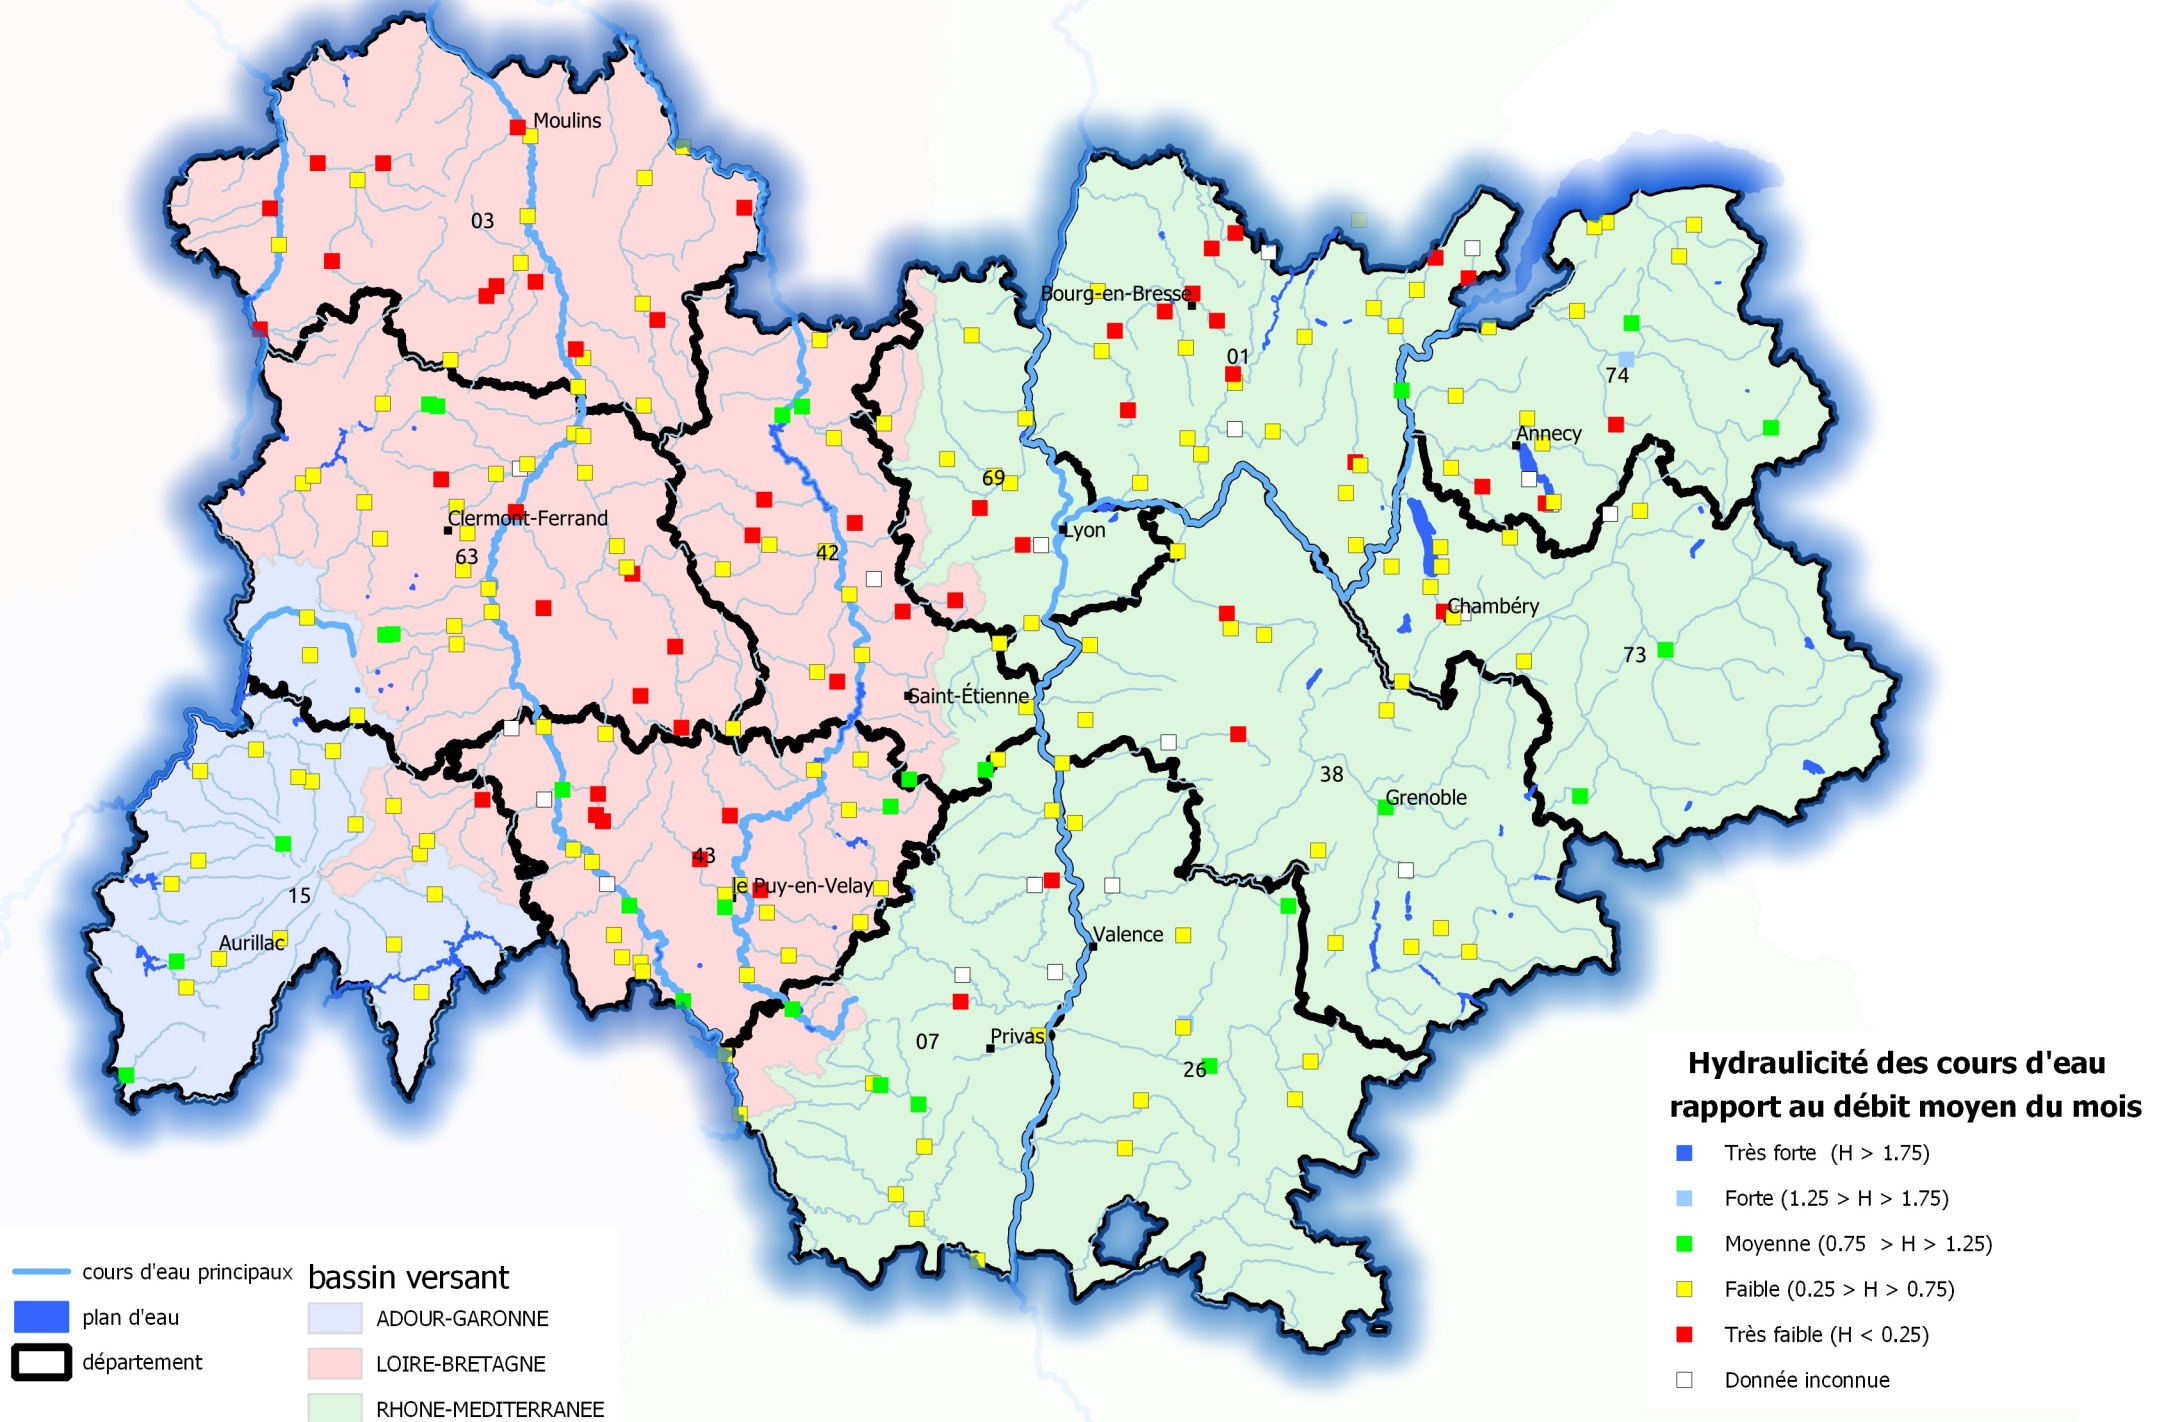 Moulins
03
Bourg-en-Bresse
01
74
Annecy
69
Clermont-Ferrand
Lyon
63
42
Chambéry
73
Saint-Étienne
38
Grenoble
43
le Puy-en-Velay
15
Aurillac
Valence
07
Privas
26
Hydraulicité des cours d'eau
rapport au débit moyen du mois
Très forte (H > 1.75)
Forte (1.25 > H > 1.75)
Moyenne (0.75 > H > 1.25)
Faible (0.25 > H > 0.75)
Très faible (H < 0.25)
Donnée inconnue
cours d'eau principaux
plan d'eau
département
bassin versant
ADOUR-GARONNE
LOIRE-BRETAGNE
RHONE-MEDITERRANEE